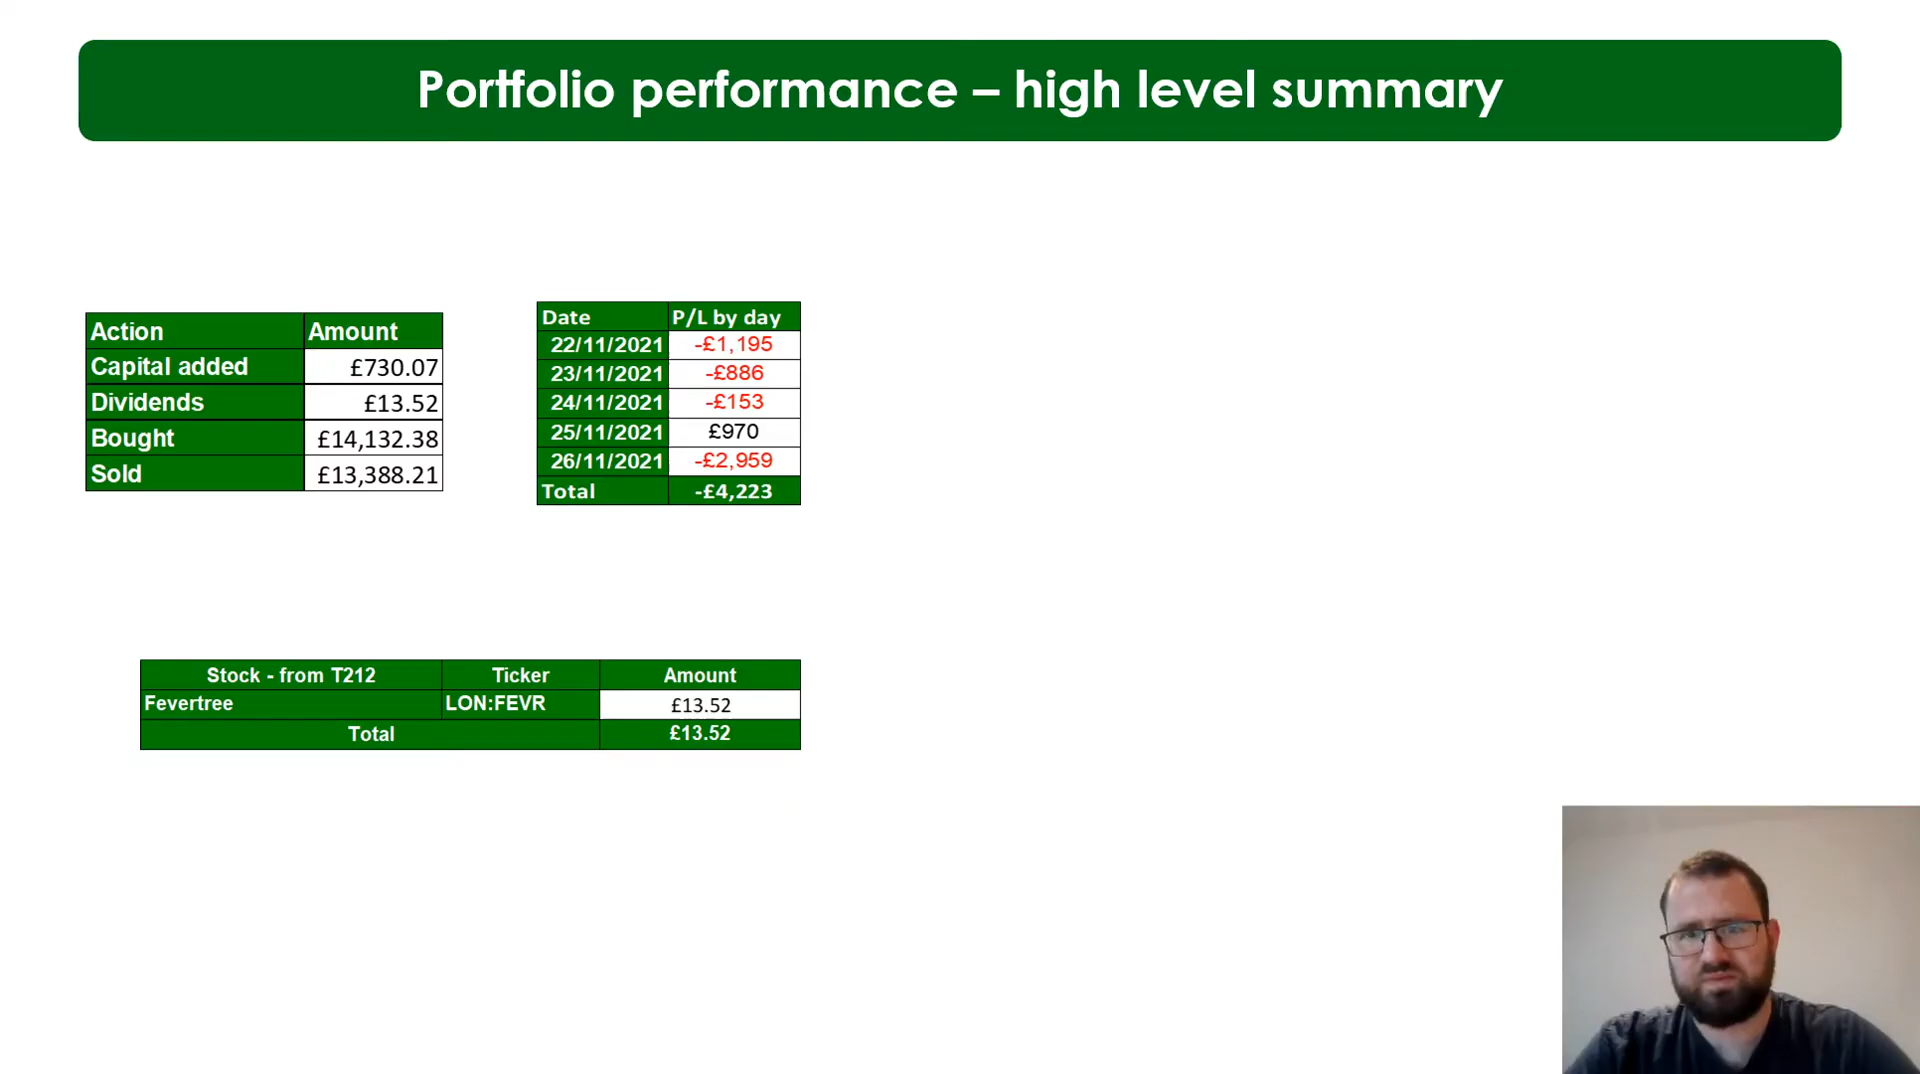 Portfolio performance – high level summary
Action Amount
Capital added £730.07
Dividends £13.52
Bought £14,132.38
Sold £13,388.21
Date P/L by day
22/11/2021 -£1,195
23/11/2021 -£886
24/11/2021 -£153
25/11/2021 £970
26/11/2021 -£2,959
Total -£4,223
Stock - from T212 Ticker Amount
Fevertree LON:FEVR £13.52
Total £13.52